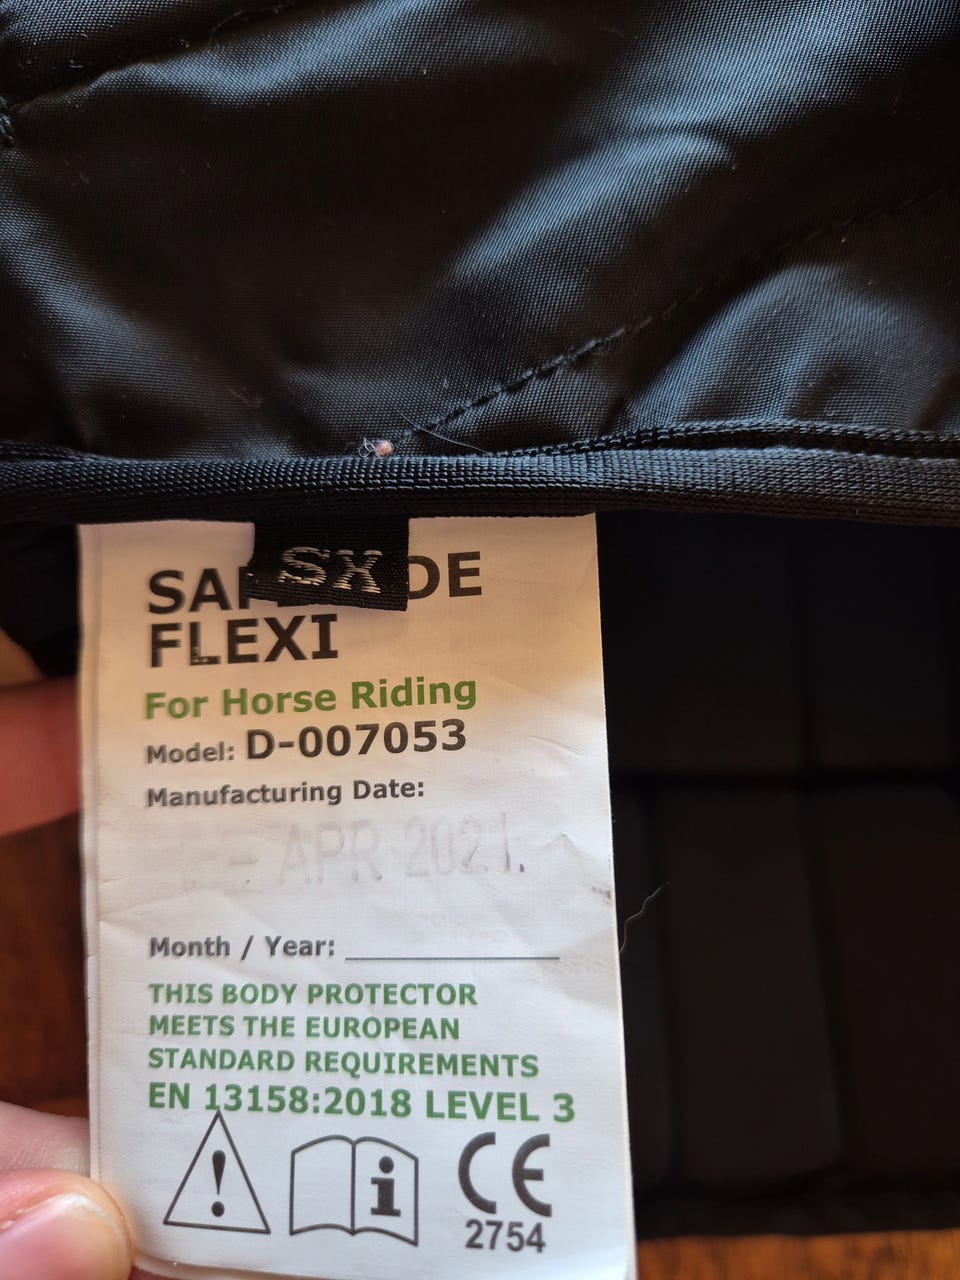 SX
DE
FLEXI
For Horse Riding
Model: D-007053
Manufacturing Date:
APR 2021.
Month / Year:
THIS BODY PROTECTOR
MEETS THE EUROPEAN
STANDARD REQUIREMENTS
EN 13158:2018 LEVEL 3
i CE
2754